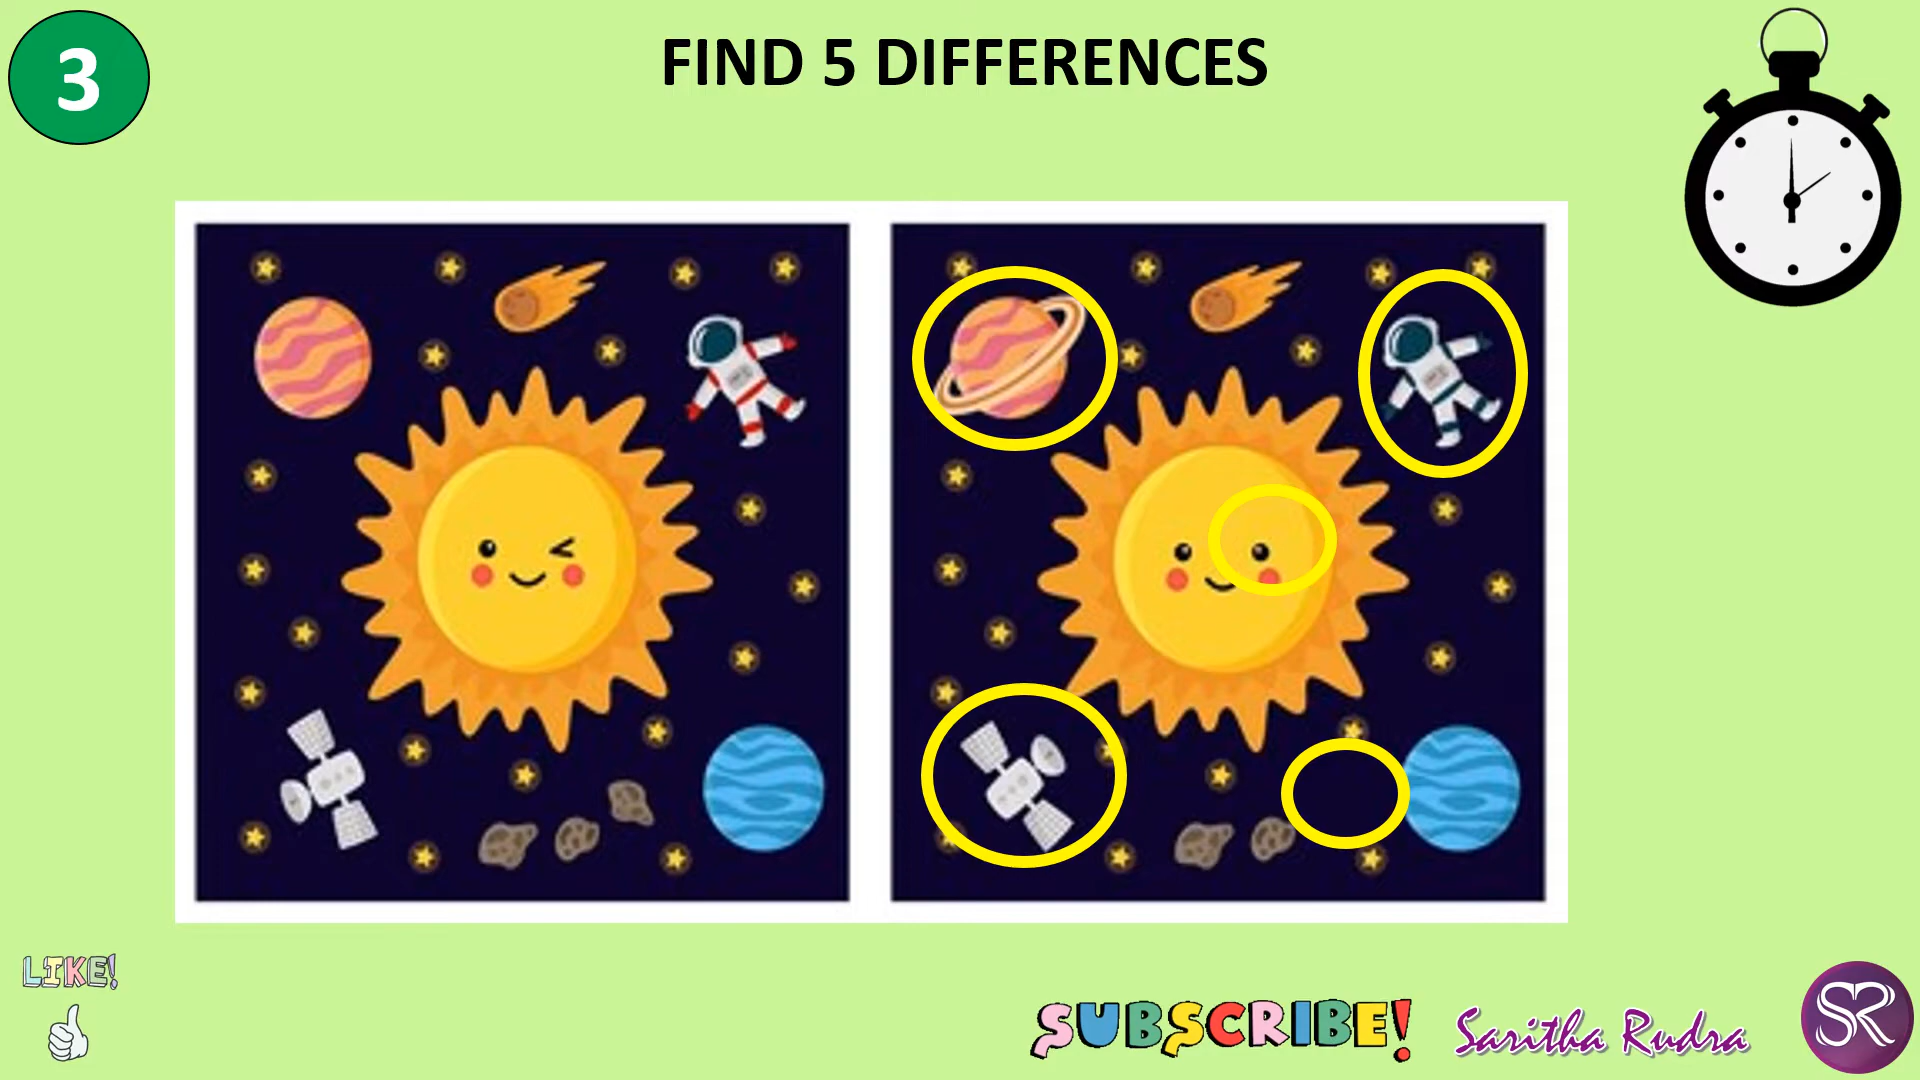 3
FIND 5 DIFFERENCES
LIKE!
SUBSCRIBE!
Saritha Rudra
SR